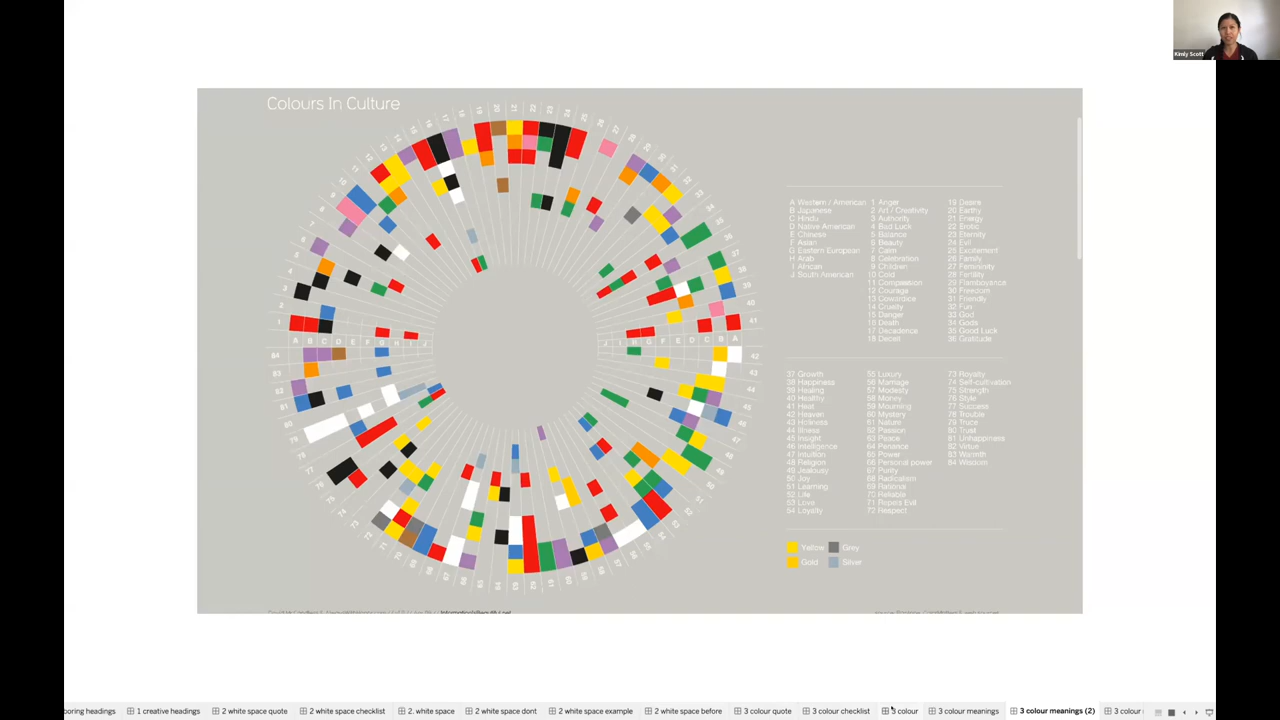 Kimly Scott
Colours In Culture
A Western / American
B Japanese
C Hindu
D Native American
E Chinese
F Asian
G Eastern European
H Arab
I African
J South American
1 Anger
2 Art / Creativity
3 Authority
4 Bad Luck
5 Balance
6 Beauty
7 Calm
8 Celebration
9 Children
10 Cold
11 Compassion
12 Courage
13 Cowardice
14 Cruelty
15 Danger
16 Death
17 Decadence
18 Deceit
19 Desire
20 Earthy
21 Energy
22 Erotic
23 Eternity
24 Evil
25 Excitement
26 Family
27 Femininity
28 Fertility
29 Flamboyance
30 Freedom
31 Friendly
32 Fun
33 God
34 Gods
35 Good Luck
36 Gratitude
37 Growth
38 Happiness
39 Healing
40 Healthy
41 Heat
42 Heaven
43 Holiness
44 Illness
45 Insight
46 Intelligence
47 Intuition
48 Religion
49 Jealousy
50 Joy
51 Learning
52 Life
53 Love
54 Loyalty
55 Luxury
56 Marriage
57 Modesty
58 Money
59 Mourning
60 Mystery
61 Nature
62 Passion
63 Peace
64 Penance
65 Power
66 Personal power
67 Purity
68 Radicalism
69 Rational
70 Reliable
71 Repels Evil
72 Respect
73 Royalty
74 Self-cultivation
75 Strength
76 Style
77 Success
78 Trouble
79 Truce
80 Trust
81 Unhappiness
82 Virtue
83 Warmth
84 Wisdom
Yellow
Grey
Gold
Silver
A B C D E F G H I J
J I H G F E D C B A
boring headings
1 creative headings
2 white space quote
2 white space checklist
2. white space
2 white space dont
2 white space example
2 white space before
3 colour quote
3 colour checklist
3 colour
3 colour meanings
3 colour meanings (2)
3 colour